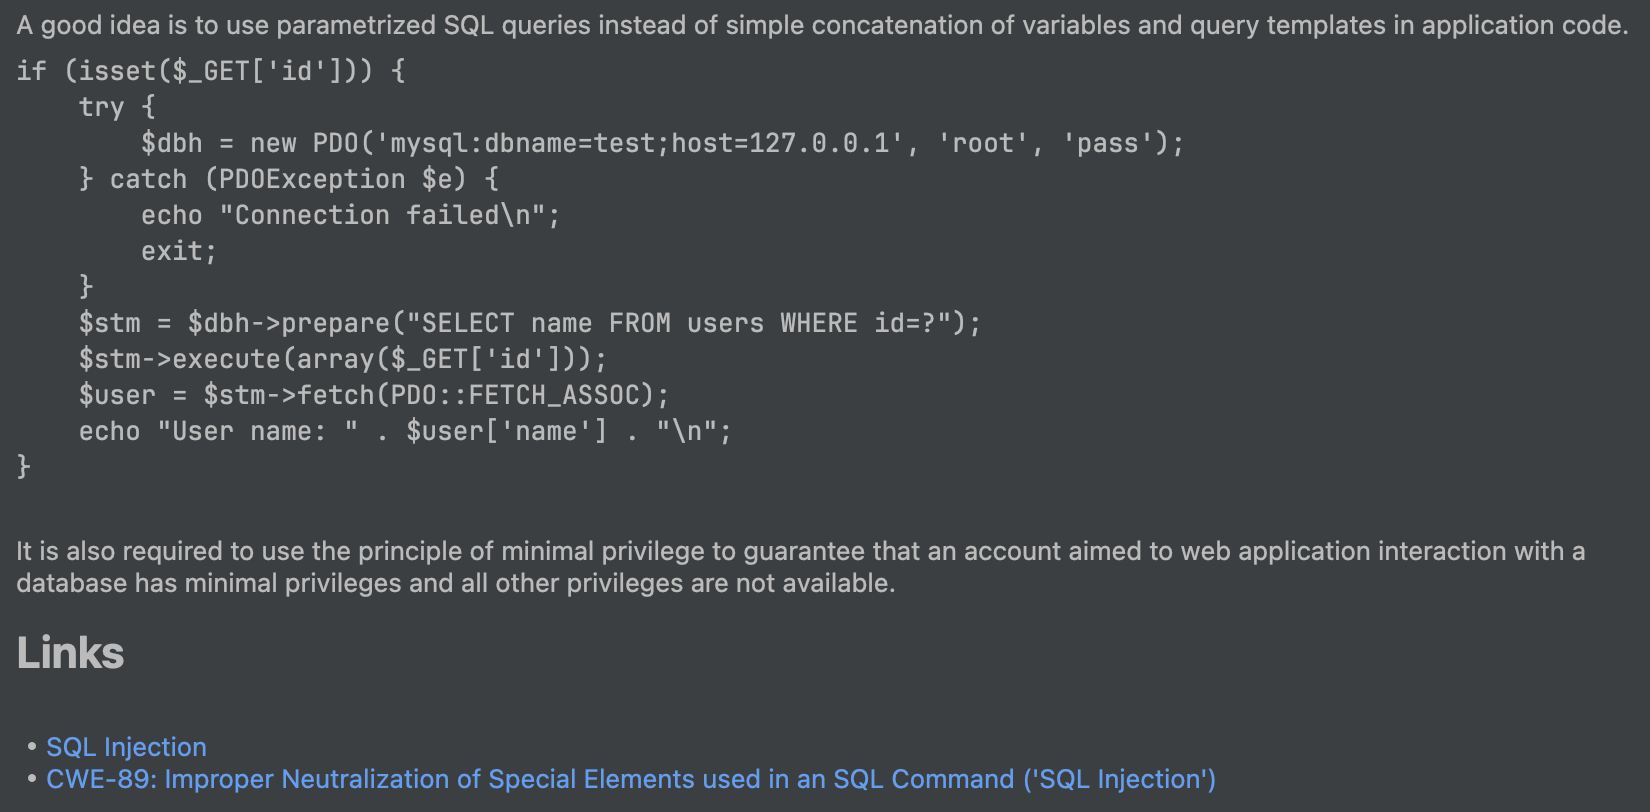 A good idea is to use parametrized SQL queries instead of simple concatenation of variables and query templates in application code.
if (isset($_GET['id'])) {
    try {
        $dbh = new PDO('mysql:dbname=test;host=127.0.0.1', 'root', 'pass');
    } catch (PDOException $e) {
        echo "Connection failed\n";
        exit;
    }
    $stm = $dbh->prepare("SELECT name FROM users WHERE id=?");
    $stm->execute(array($_GET['id']));
    $user = $stm->fetch(PDO::FETCH_ASSOC);
    echo "User name: " . $user['name'] . "\n";
}
It is also required to use the principle of minimal privilege to guarantee that an account aimed to web application interaction with a
database has minimal privileges and all other privileges are not available.
Links
• SQL Injection
• CWE-89: Improper Neutralization of Special Elements used in an SQL Command ('SQL Injection')